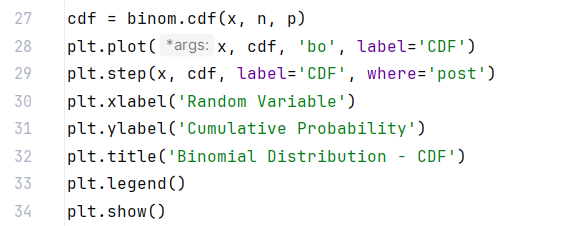 27 cdf = binom.cdf(x, n, p)
28 plt.plot( *args: x, cdf, 'bo', label='CDF')
29 plt.step(x, cdf, label='CDF', where='post')
30 plt.xlabel('Random Variable')
31 plt.ylabel('Cumulative Probability')
32 plt.title('Binomial Distribution - CDF')
33 plt.legend()
34 plt.show()